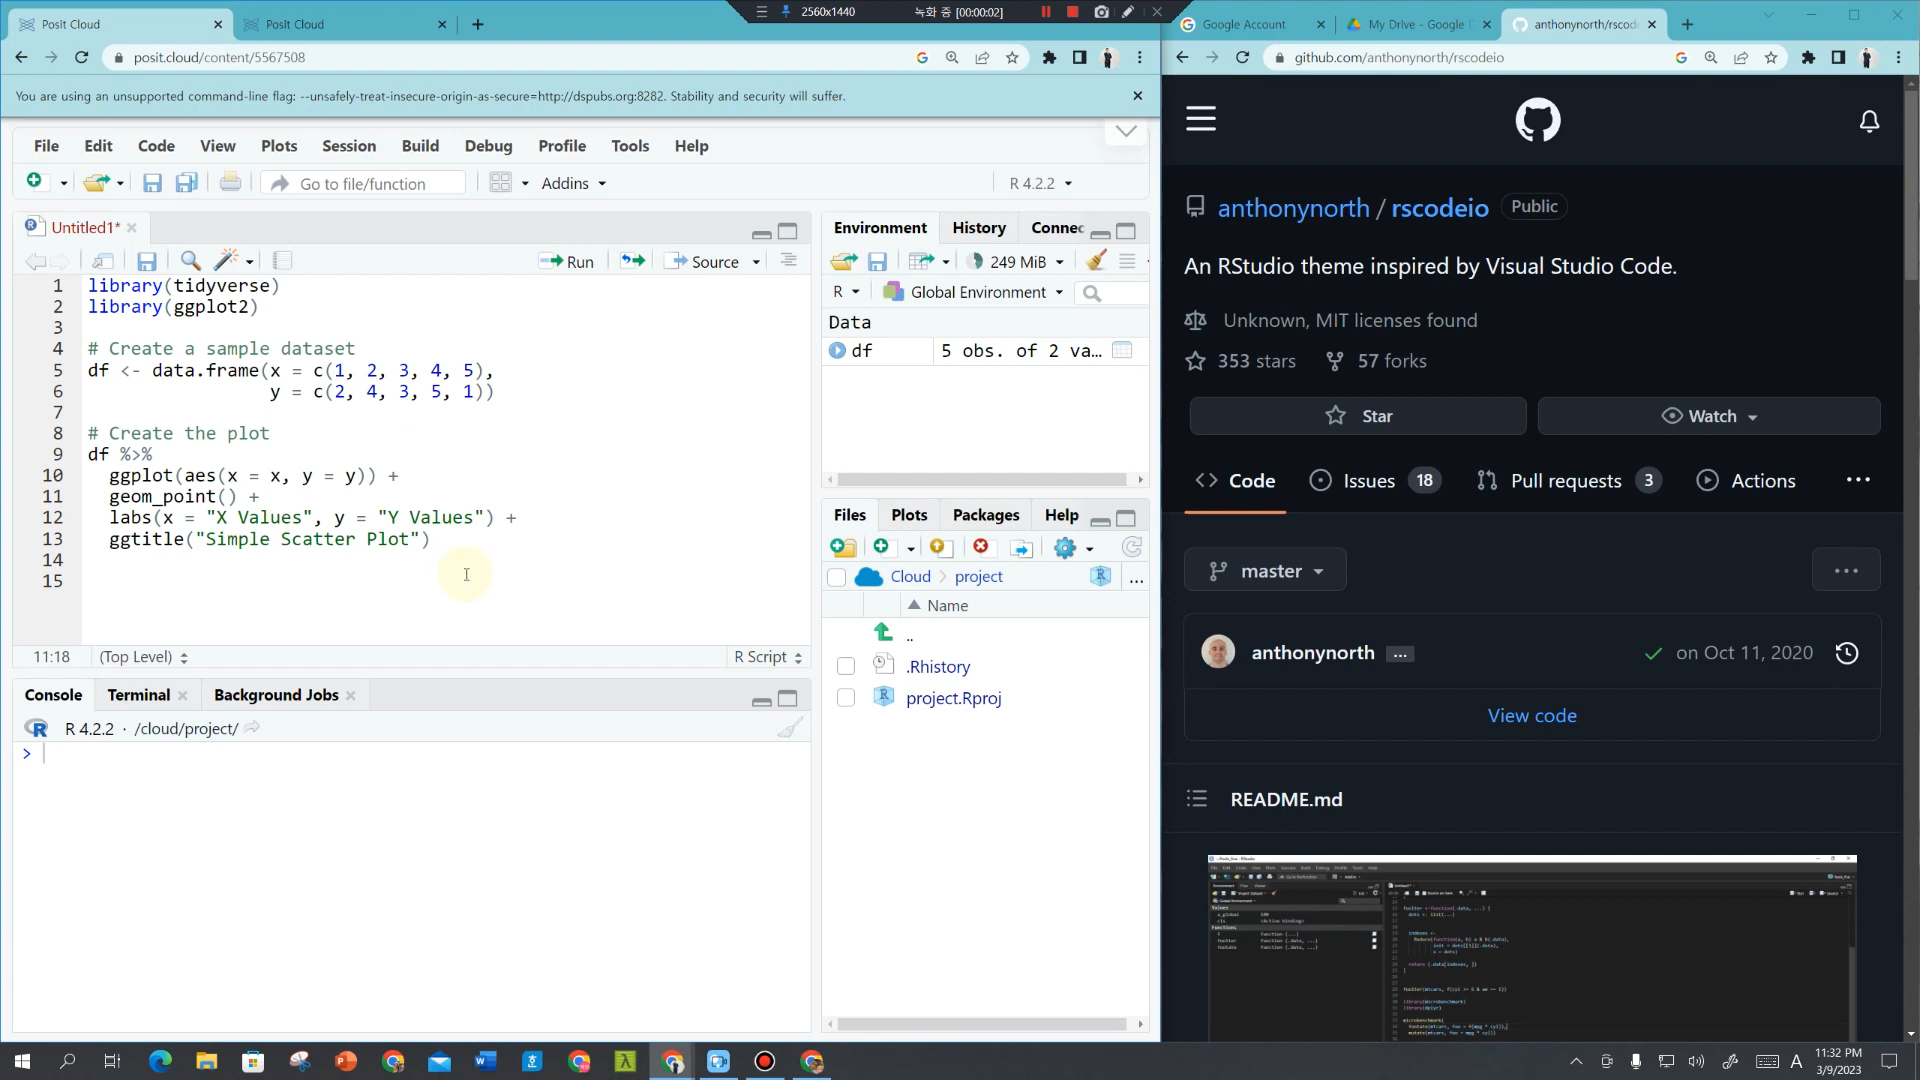 Posit Cloud
Posit Cloud
2560x1440
녹화 중 [00:00:02]
Google Account
My Drive - Google D
anthonynorth/rscod
posit.cloud/content/5567508
github.com/anthonynorth/rscodeio
You are using an unsupported command-line flag: --unsafely-treat-insecure-origin-as-secure=http://dspubs.org:8282. Stability and security will suffer.
File Edit Code View Plots Session Build Debug Profile Tools Help
Go to file/function
Addins
R 4.2.2
Untitled1*
Run
Source
1 library(tidyverse)
2 library(ggplot2)
3
4 # Create a sample dataset
5 df <- data.frame(x = c(1, 2, 3, 4, 5),
6 y = c(2, 4, 3, 5, 1))
7
8 # Create the plot
9 df %>%
10 ggplot(aes(x = x, y = y)) +
11 geom_point() +
12 labs(x = "X Values", y = "Y Values") +
13 ggtitle("Simple Scatter Plot")
14
15
11:18 (Top Level)
R Script
Console Terminal Background Jobs
R 4.2.2 · /cloud/project/
>
Environment History Connec
249 MiB
R Global Environment
Data
df 5 obs. of 2 va...
Files Plots Packages Help
Cloud project ...
Name
..
.Rhistory
project.Rproj
anthonynorth / rscodeio Public
An RStudio theme inspired by Visual Studio Code.
Unknown, MIT licenses found
353 stars 57 forks
Star
Watch
Code Issues 18 Pull requests 3 Actions ...
master
...
anthonynorth ... on Oct 11, 2020
View code
README.md
A
11:32 PM
3/9/2023